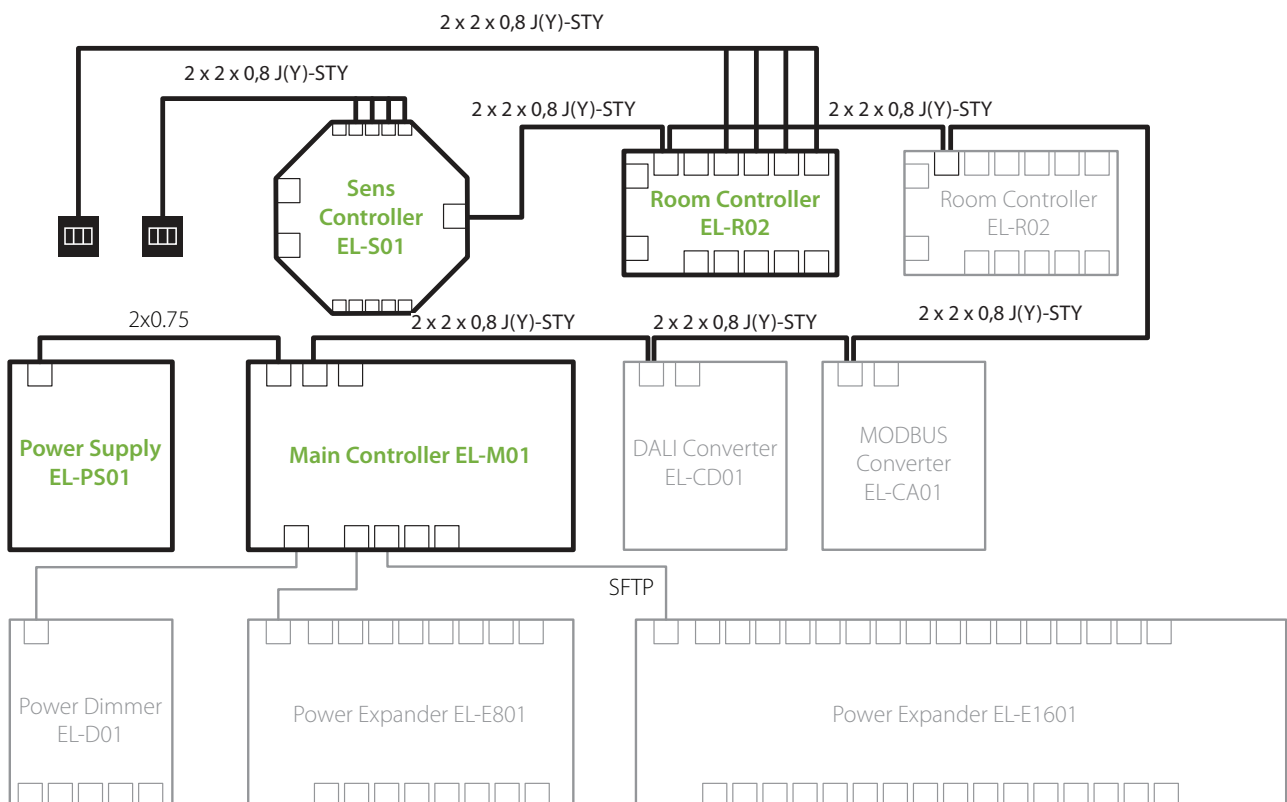 2 x 2 x 0,8 J(Y)-STY
2 x 2 x 0,8 J(Y)-STY
2 x 2 x 0,8 J(Y)-STY
2 x 2 x 0,8 J(Y)-STY
Sens
Controller
EL-S01
Room Controller
EL-R02
Room Controller
EL-R02
2x0.75
2 x 2 x 0,8 J(Y)-STY
2 x 2 x 0,8 J(Y)-STY
2 x 2 x 0,8 J(Y)-STY
Power Supply
EL-PS01
Main Controller EL-M01
DALI Converter
EL-CD01
MODBUS
Converter
EL-CA01
SFTP
Power Dimmer
EL-D01
Power Expander EL-E801
Power Expander EL-E1601